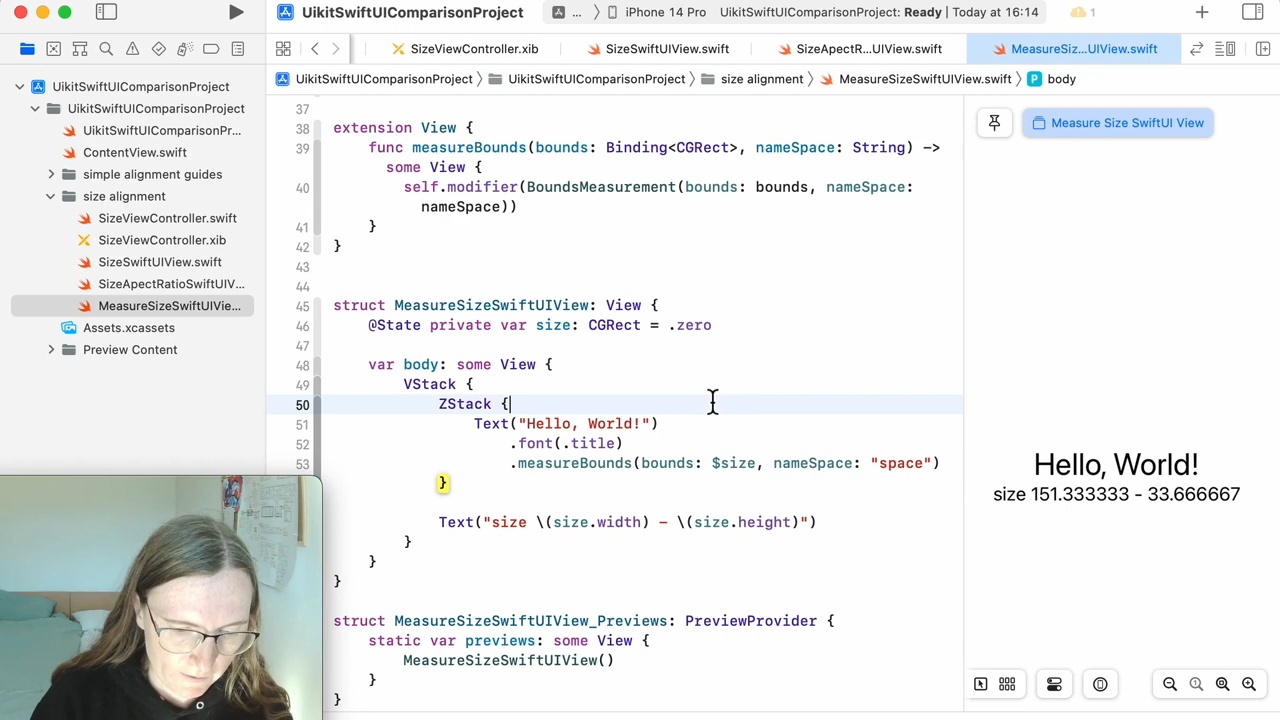 UikitSwiftUIComparisonProject
... 〉 iPhone 14 Pro UikitSwiftUIComparisonProject: Ready | Today at 16:14
1
SizeViewController.xib
SizeSwiftUIView.swift
SizeApectR...UIView.swift
MeasureSiz...UIView.swift
UikitSwiftUIComparisonProject 〉 UikitSwiftUIComparisonProject 〉 size alignment 〉 MeasureSizeSwiftUIView.swift 〉 P body
UikitSwiftUIComparisonProject
UikitSwiftUIComparisonProject
UikitSwiftUIComparisonPr...
ContentView.swift
simple alignment guides
size alignment
SizeViewController.swift
SizeViewController.xib
SizeSwiftUIView.swift
SizeApectRatioSwiftUIV...
MeasureSizeSwiftUIVie...
Assets.xcassets
Preview Content
37
38 extension View {
39 func measureBounds(bounds: Binding<CGRect>, nameSpace: String) ->
some View {
40 self.modifier(BoundsMeasurement(bounds: bounds, nameSpace:
nameSpace))
41 }
42 }
43
44
45 struct MeasureSizeSwiftUIView: View {
46 @State private var size: CGRect = .zero
47
48 var body: some View {
49 VStack {
50 ZStack {
51 Text("Hello, World!")
52 .font(.title)
53 .measureBounds(bounds: $size, nameSpace: "space")
}
Text("size \(size.width) - \(size.height)")
}
}
}
struct MeasureSizeSwiftUIView_Previews: PreviewProvider {
static var previews: some View {
MeasureSizeSwiftUIView()
}
}
Measure Size SwiftUI View
Hello, World!
size 151.333333 - 33.666667